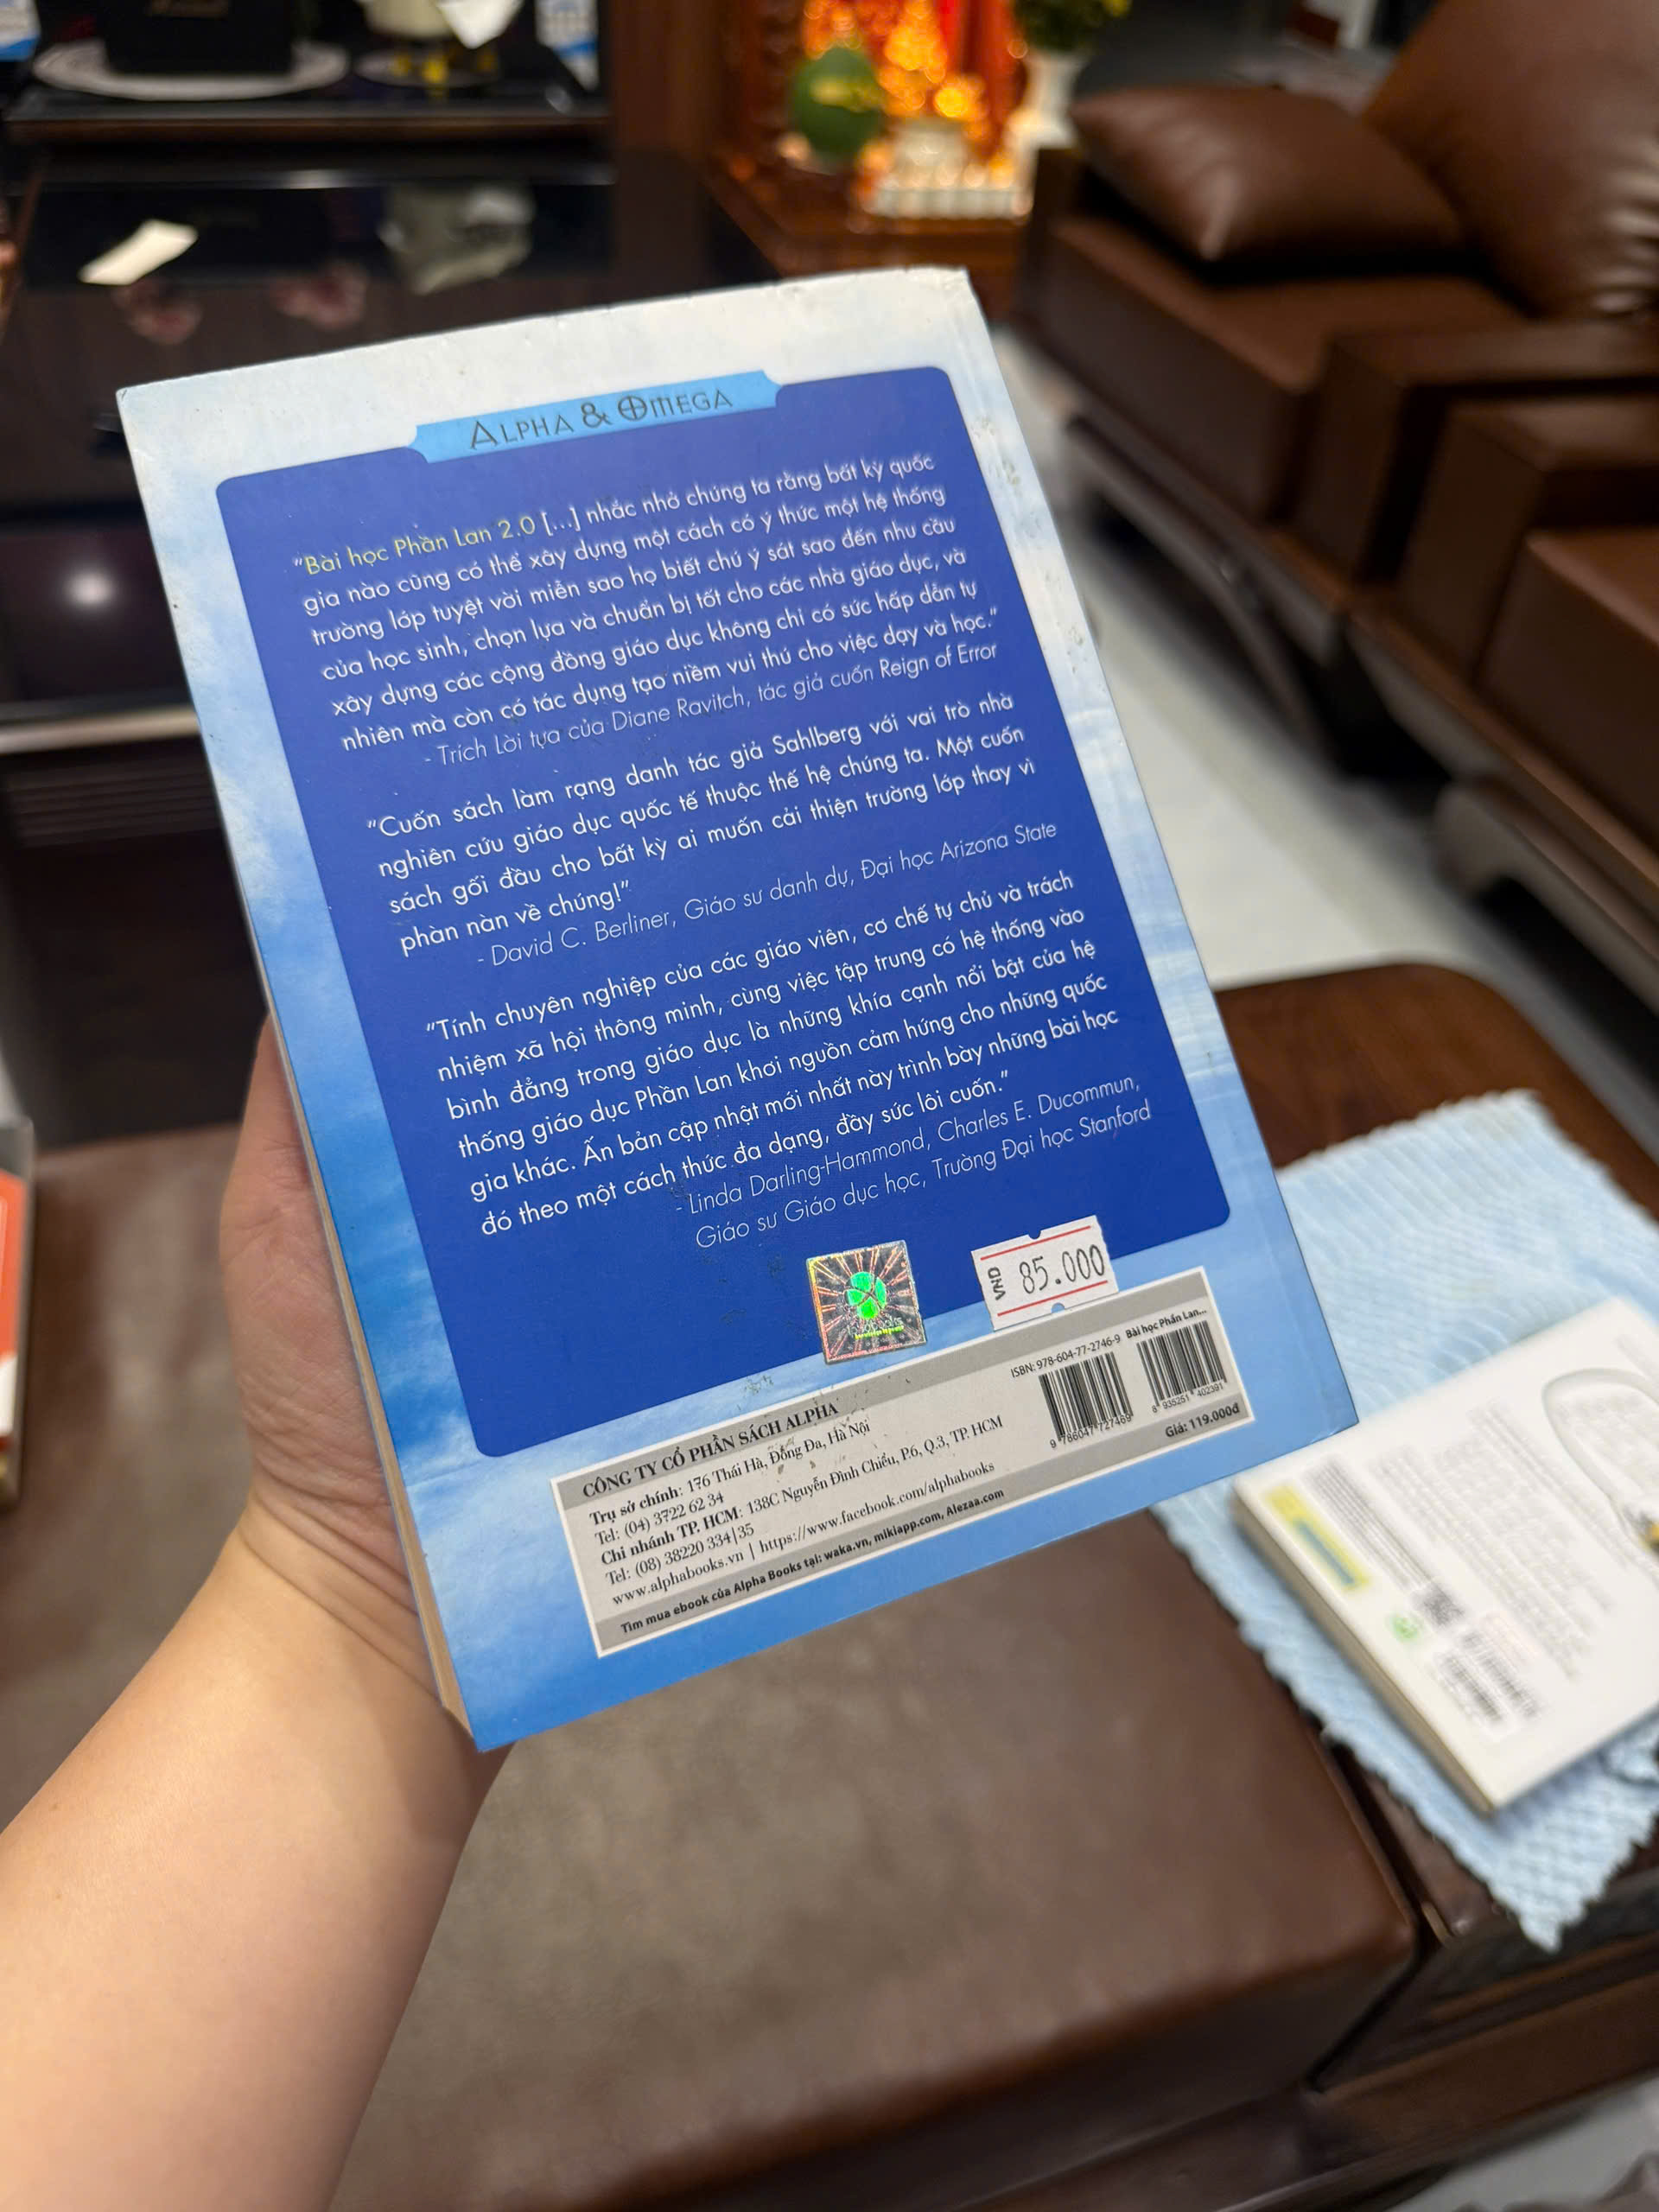 ALPHA & OMEGA
"Bài học Phần Lan 2.0 [...] nhắc nhở chúng ta rằng bất kỳ quốc
gia nào cũng có thể xây dựng một cách có ý thức một hệ thống
trường lớp tuyệt vời miễn sao họ biết chú ý sát sao đến nhu cầu
của học sinh, chọn lựa và chuẩn bị tốt cho các nhà giáo dục, và
xây dựng các cộng đồng giáo dục không chỉ có sức hấp dẫn tự
nhiên mà còn có tác dụng tạo niềm vui thú cho việc dạy và học."
- Trích Lời tựa của Diane Ravitch, tác giả cuốn Reign of Error
"Cuốn sách làm rạng danh tác giả Sahlberg với vai trò nhà
nghiên cứu giáo dục quốc tế thuộc thế hệ chúng ta. Một cuốn
sách gối đầu cho bất kỳ ai muốn cải thiện trường lớp thay vì
phàn nàn về chúng!"
- David C. Berliner, Giáo sư danh dự, Đại học Arizona State
"Tính chuyên nghiệp của các giáo viên, cơ chế tự chủ và trách
nhiệm xã hội thông minh, cùng việc tập trung có hệ thống vào
bình đẳng trong giáo dục là những khía cạnh nổi bật của hệ
thống giáo dục Phần Lan khơi nguồn cảm hứng cho những quốc
gia khác. Ấn bản cập nhật mới nhất này trình bày những bài học
đó theo một cách thức đa dạng, đầy sức lôi cuốn."
- Linda Darling-Hammond, Charles E. Ducommun,
Giáo sư Giáo dục học, Trường Đại học Stanford
VND 85.000
CÔNG TY CỔ PHẦN SÁCH ALPHA
Trụ sở chính: 176 Thái Hà, Đống Đa, Hà Nội
Tel: (04) 3722 62 34
Chi nhánh TP. HCM: 138C Nguyễn Đình Chiểu, P.6, Q.3, TP. HCM
Tel: (08) 38220 334|35
www.alphabooks.vn | https://www.facebook.com/alphabooks
Tìm mua ebook của Alpha Books tại: waka.vn, mikiapp.com, Alezaa.com
ISBN: 978-604-77-2746-9
Bài học Phần Lan...
9 786047 727469
8 935251 402391
Giá: 119.000đ